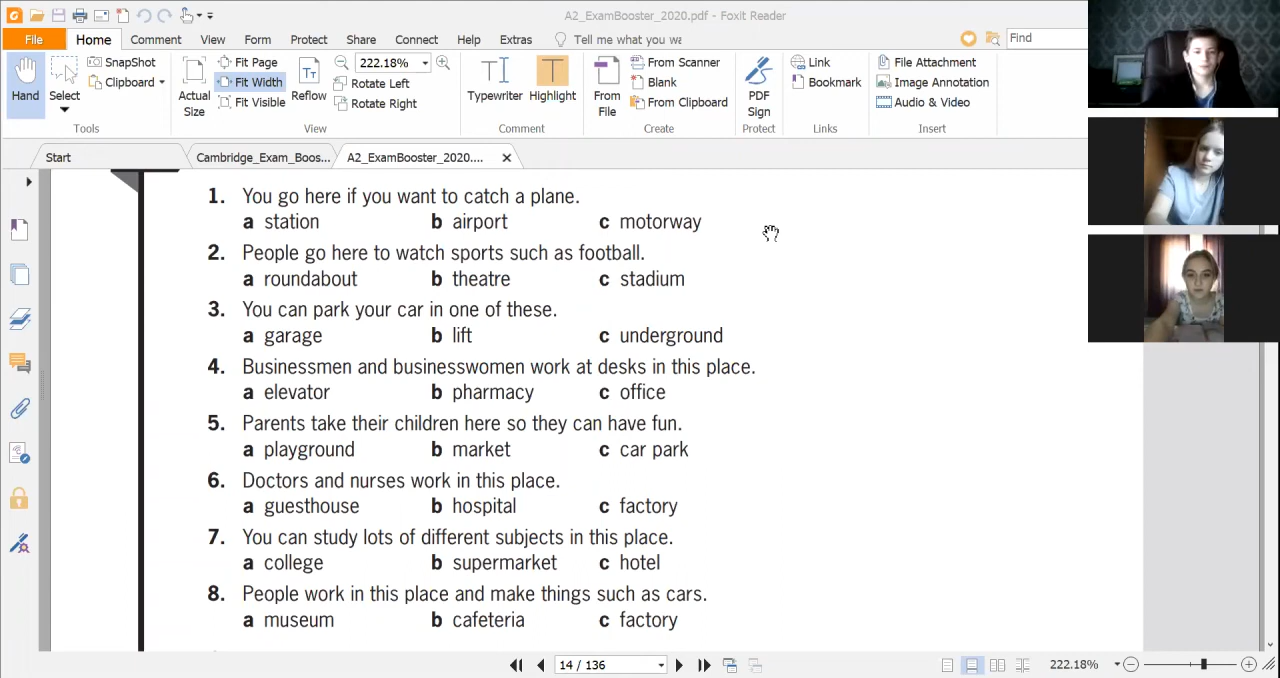 A2_ExamBooster_2020.pdf - Foxit Reader
File Home Comment View Form Protect Share Connect Help Extras Tell me what you wa Find
SnapShot Fit Page 222.18% From Scanner Link File Attachment
Clipboard Fit Width Rotate Left Blank Bookmark Image Annotation
Hand Select Actual Size Fit Visible Reflow Rotate Right Typewriter Highlight From File From Clipboard PDF Sign Audio & Video
Tools View Comment Create Protect Links Insert
Start Cambridge_Exam_Boos... A2_ExamBooster_2020....
1. You go here if you want to catch a plane.
a station b airport c motorway
2. People go here to watch sports such as football.
a roundabout b theatre c stadium
3. You can park your car in one of these.
a garage b lift c underground
4. Businessmen and businesswomen work at desks in this place.
a elevator b pharmacy c office
5. Parents take their children here so they can have fun.
a playground b market c car park
6. Doctors and nurses work in this place.
a guesthouse b hospital c factory
7. You can study lots of different subjects in this place.
a college b supermarket c hotel
8. People work in this place and make things such as cars.
a museum b cafeteria c factory
14 / 136 222.18%